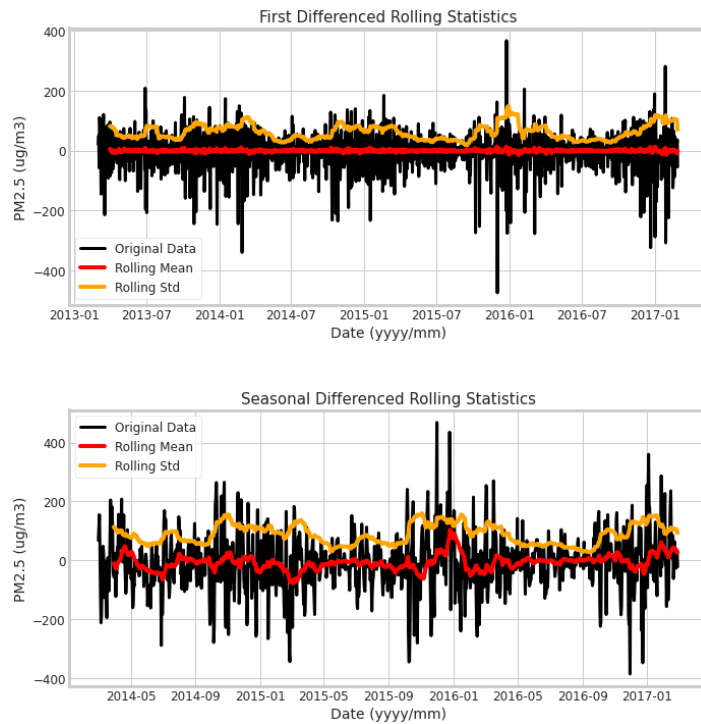 First Differenced Rolling Statistics
400
200
0
−200
−400
PM2.5 (ug/m3)
Original Data
Rolling Mean
Rolling Std
2013-01 2013-07 2014-01 2014-07 2015-01 2015-07 2016-01 2016-07 2017-01
Date (yyyy/mm)
Seasonal Differenced Rolling Statistics
400
200
0
−200
−400
PM2.5 (ug/m3)
Original Data
Rolling Mean
Rolling Std
2014-05 2014-09 2015-01 2015-05 2015-09 2016-01 2016-05 2016-09 2017-01
Date (yyyy/mm)